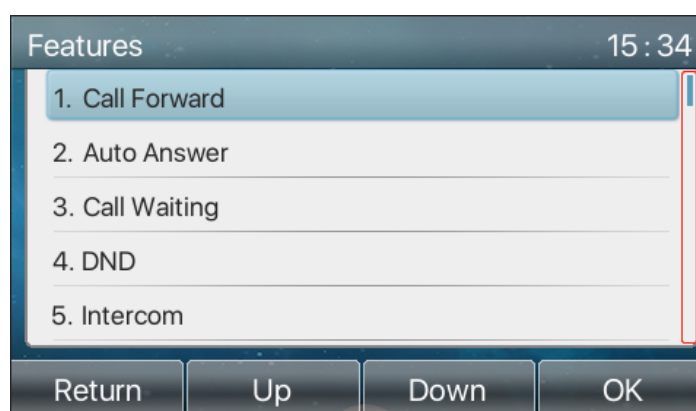 Features 15:34
1. Call Forward
2. Auto Answer
3. Call Waiting
4. DND
5. Intercom
Return Up Down OK